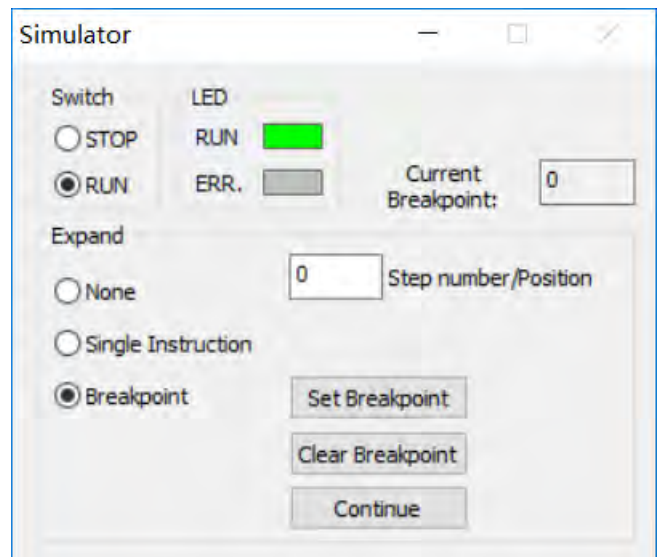 Simulator
Switch LED
STOP RUN
RUN ERR. Current Breakpoint: 0
Expand
None 0 Step number/Position
Single Instruction
Breakpoint Set Breakpoint
Clear Breakpoint
Continue